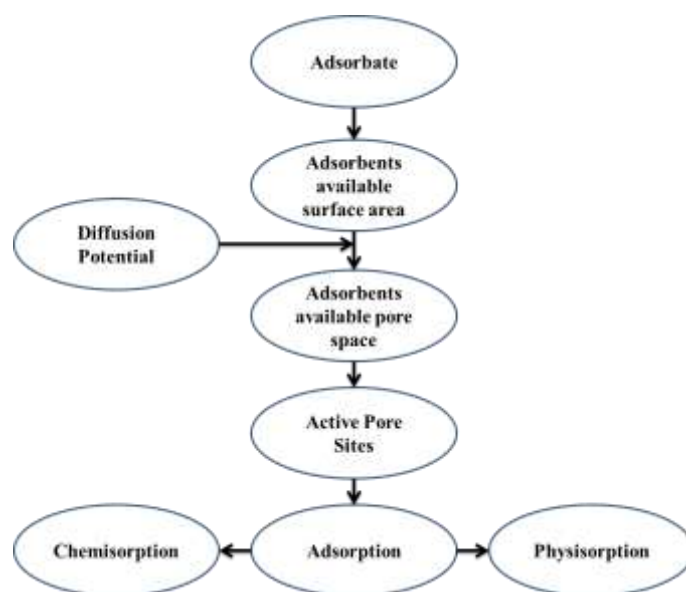 Adsorbate
Adsorbents
available
surface area
Diffusion
Potential
Adsorbents
available pore
space
Active Pore
Sites
Chemisorption
Adsorption
Physisorption